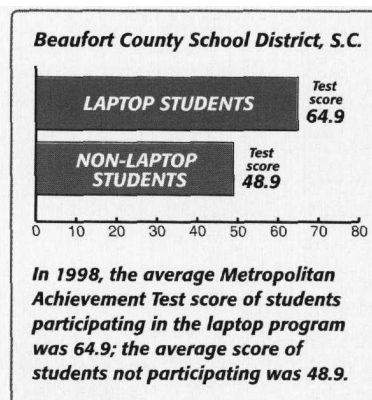 Beaufort County School District, S.C.
LAPTOP STUDENTS
Test
score
64.9
NON-LAPTOP
STUDENTS
Test
score
48.9
0 10 20 30 40 50 60 70 80
In 1998, the average Metropolitan
Achievement Test score of students
participating in the laptop program
was 64.9; the average score of
students not participating was 48.9.